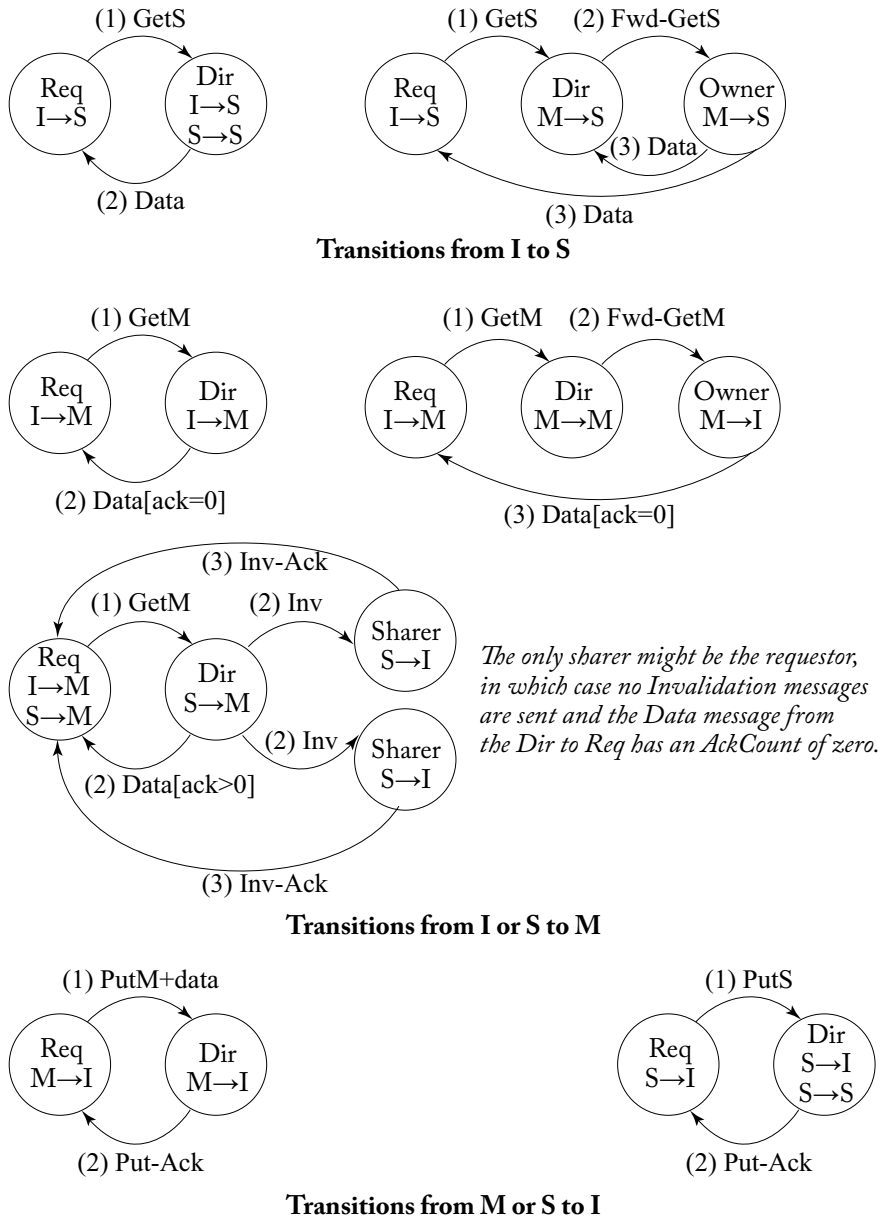 (1) GetS
Req
I→S
Dir
I→S
S→S
(2) Data
(1) GetS
(2) Fwd-GetS
Req
I→S
Dir
M→S
Owner
M→S
(3) Data
(3) Data
Transitions from I to S
(1) GetM
Req
I→M
Dir
I→M
(2) Data[ack=0]
(1) GetM
(2) Fwd-GetM
Req
I→M
Dir
M→M
Owner
M→I
(3) Data[ack=0]
(3) Inv-Ack
(1) GetM
(2) Inv
Req
I→M
S→M
Dir
S→M
Sharer
S→I
(2) Inv
Sharer
S→I
(2) Data[ack>0]
(3) Inv-Ack
The only sharer might be the requestor,
in which case no Invalidation messages
are sent and the Data message from
the Dir to Req has an AckCount of zero.
Transitions from I or S to M
(1) PutM+data
Req
M→I
Dir
M→I
(2) Put-Ack
(1) PutS
Req
S→I
Dir
S→I
S→S
(2) Put-Ack
Transitions from M or S to I